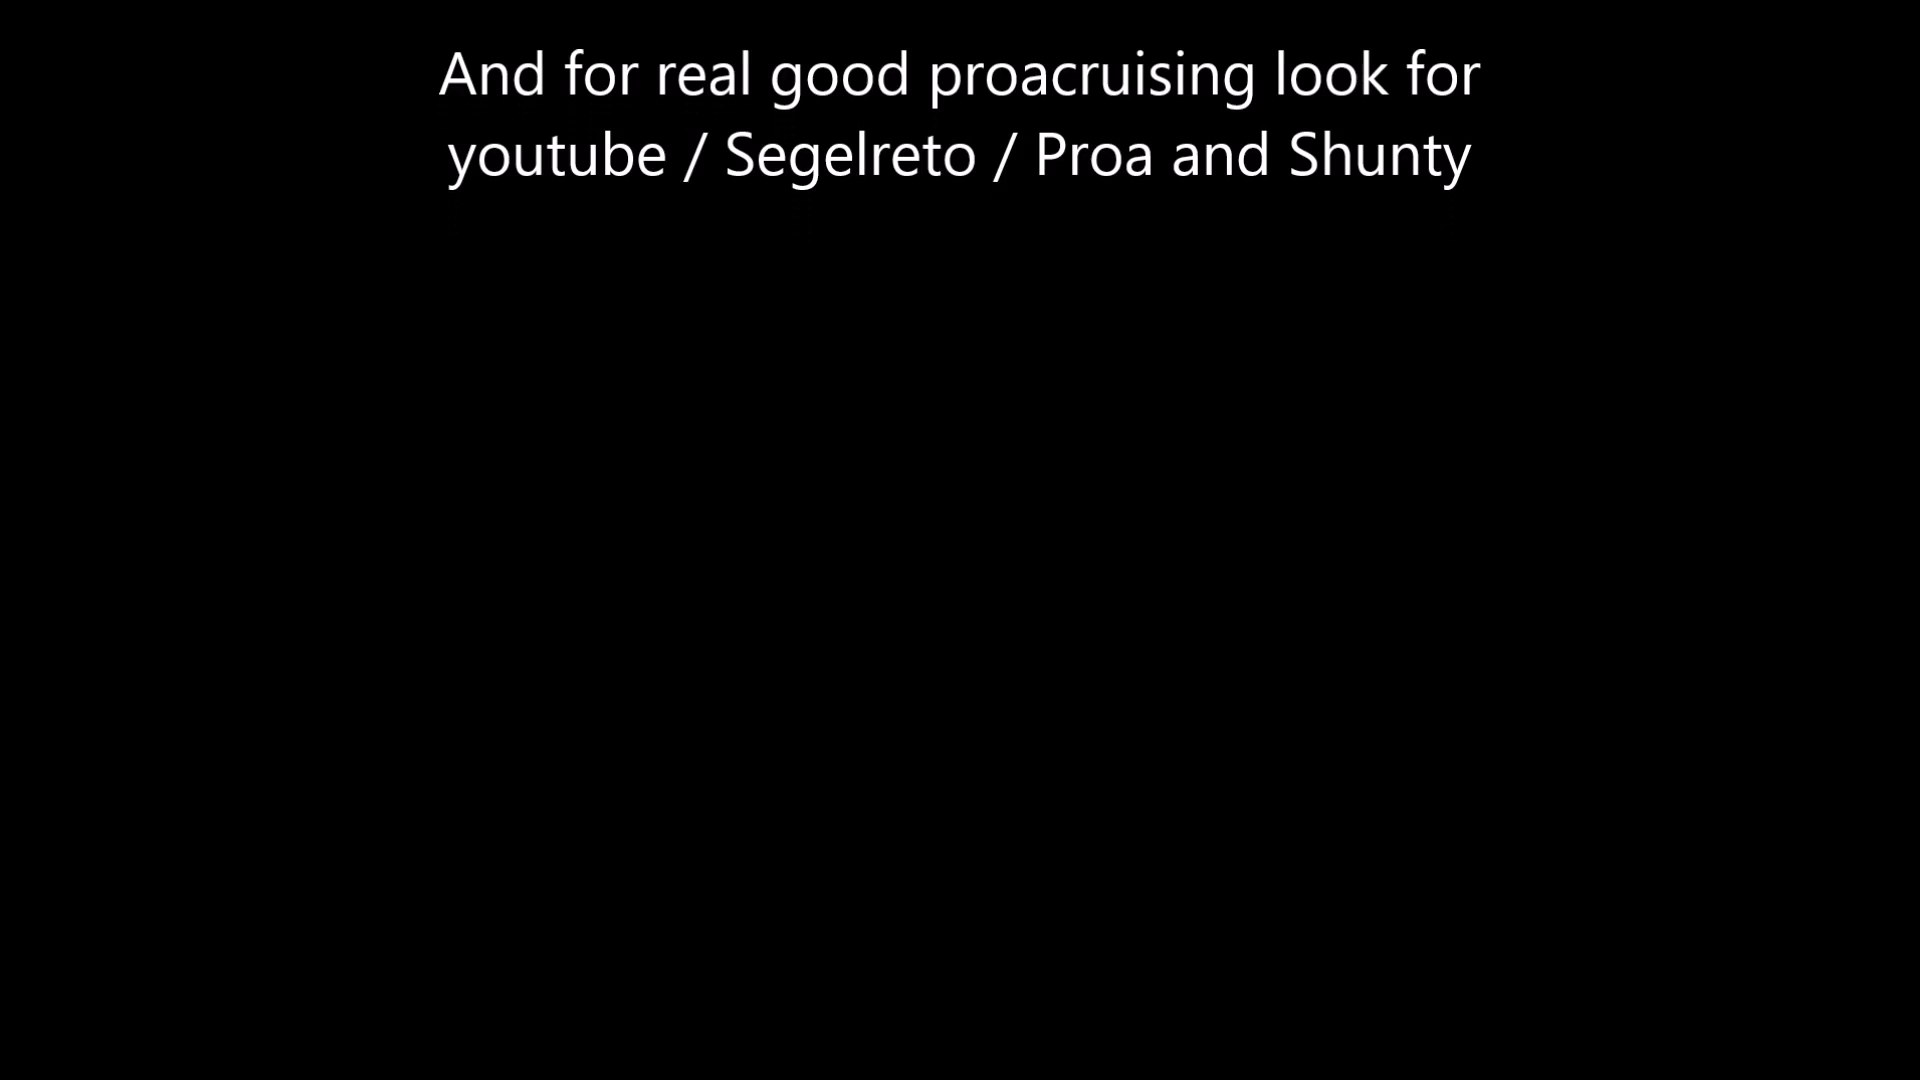 And for real good proacruising look for
youtube / Segelreto / Proa and Shunty